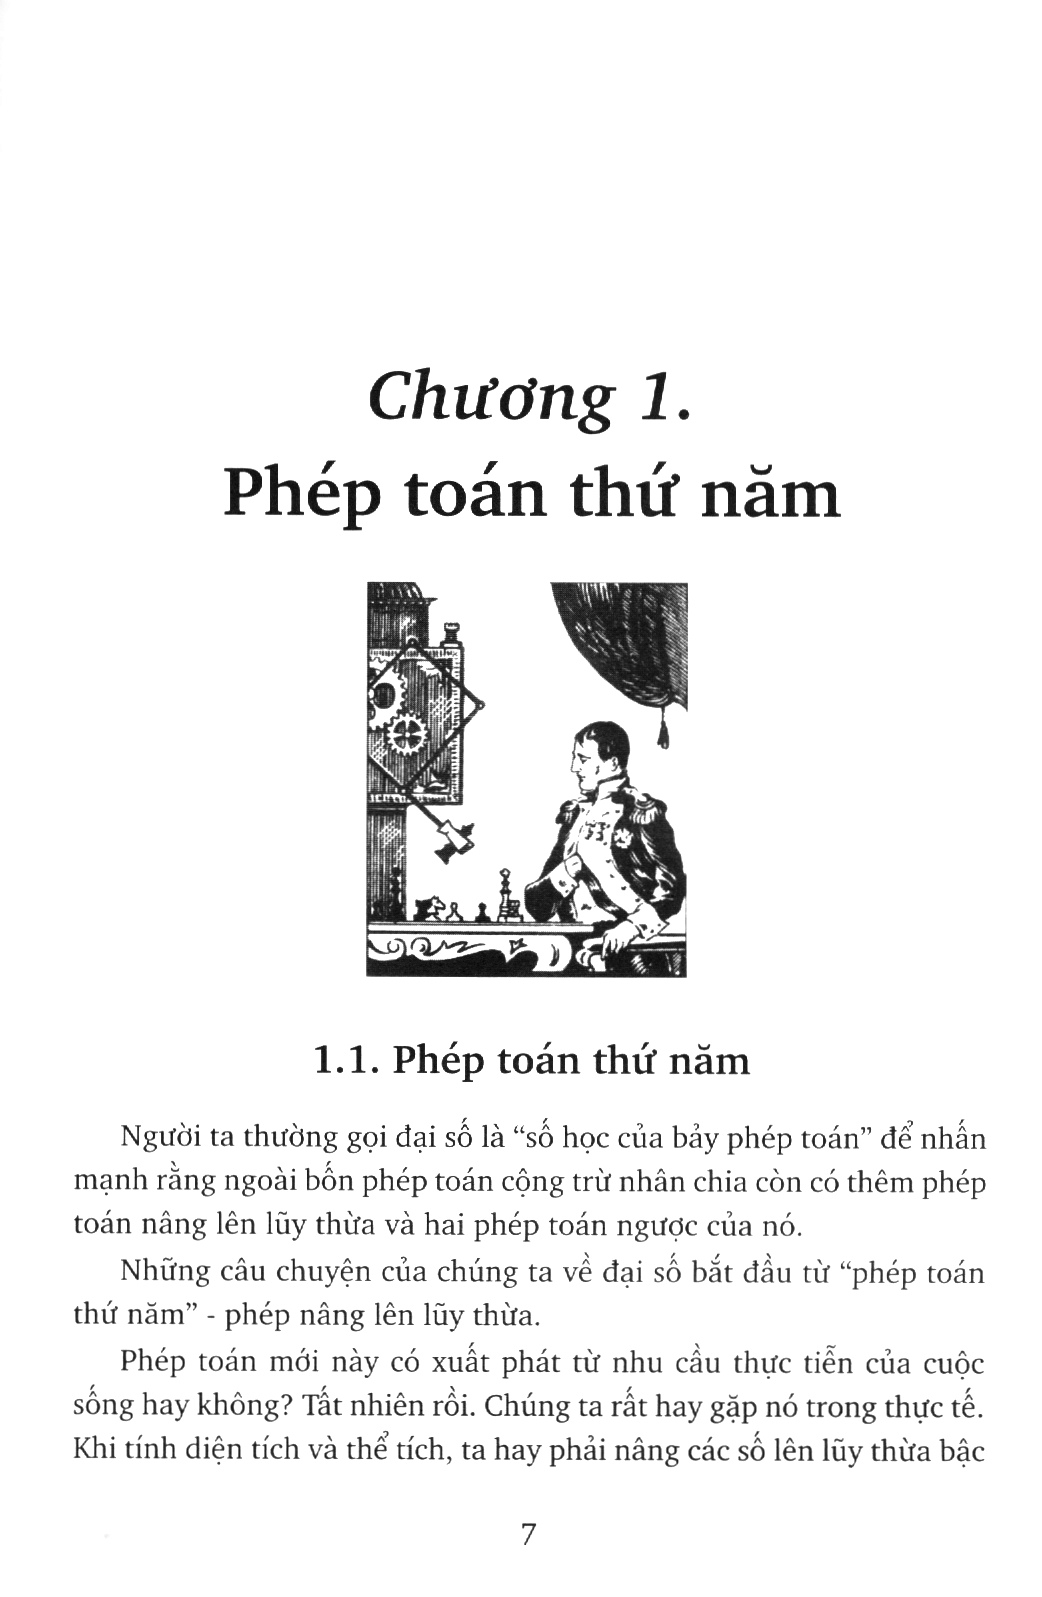 Chương 1.
Phép toán thứ năm
1.1. Phép toán thứ năm
Người ta thường gọi đại số là “số học của bảy phép toán” để nhấn
mạnh rằng ngoài bốn phép toán cộng trừ nhân chia còn có thêm phép
toán nâng lên lũy thừa và hai phép toán ngược của nó.
Những câu chuyện của chúng ta về đại số bắt đầu từ “phép toán
thứ năm” - phép nâng lên lũy thừa.
Phép toán mới này có xuất phát từ nhu cầu thực tiễn của cuộc
sống hay không? Tất nhiên rồi. Chúng ta rất hay gặp nó trong thực tế.
Khi tính diện tích và thể tích, ta hay phải nâng các số lên lũy thừa bậc
7